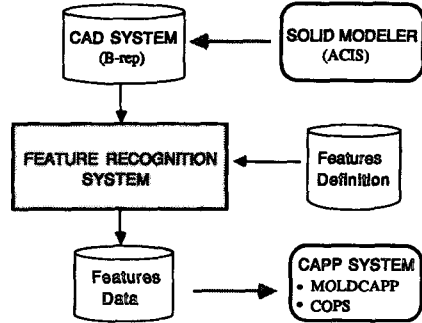 CAD SYSTEM
(B-rep)
SOLID MODELER
(ACIS)
FEATURE RECOGNITION
SYSTEM
Features
Definition
Features
Data
CAPP SYSTEM
• MOLDCAPP
• COPS